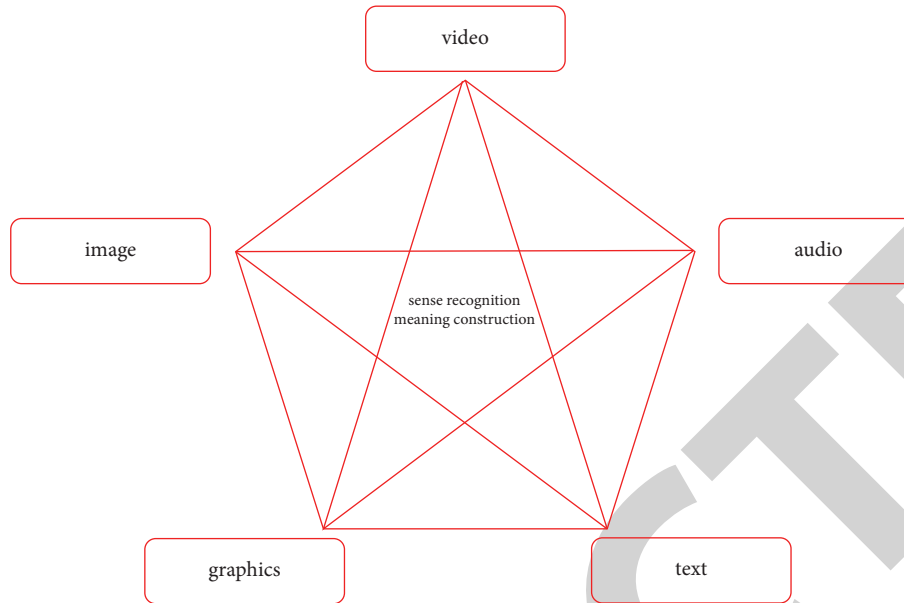 video
image
audio
sense recognition
meaning construction
graphics
text